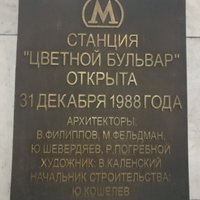 М
СТАНЦИЯ
"ЦВЕТНОЙ БУЛЬВАР"
ОТКРЫТА
31 ДЕКАБРЯ 1988 ГОДА
АРХИТЕКТОРЫ:
В.ФИЛИППОВ, М.ФЕЛЬДМАН,
Ю.ШЕВЕРДЯЕВ, Р.ПОГРЕБНОЙ
ХУДОЖНИК: В.КАЛЕНСКИЙ
НАЧАЛЬНИК СТРОИТЕЛЬСТВА:
Ю.КОШЕЛЕВ